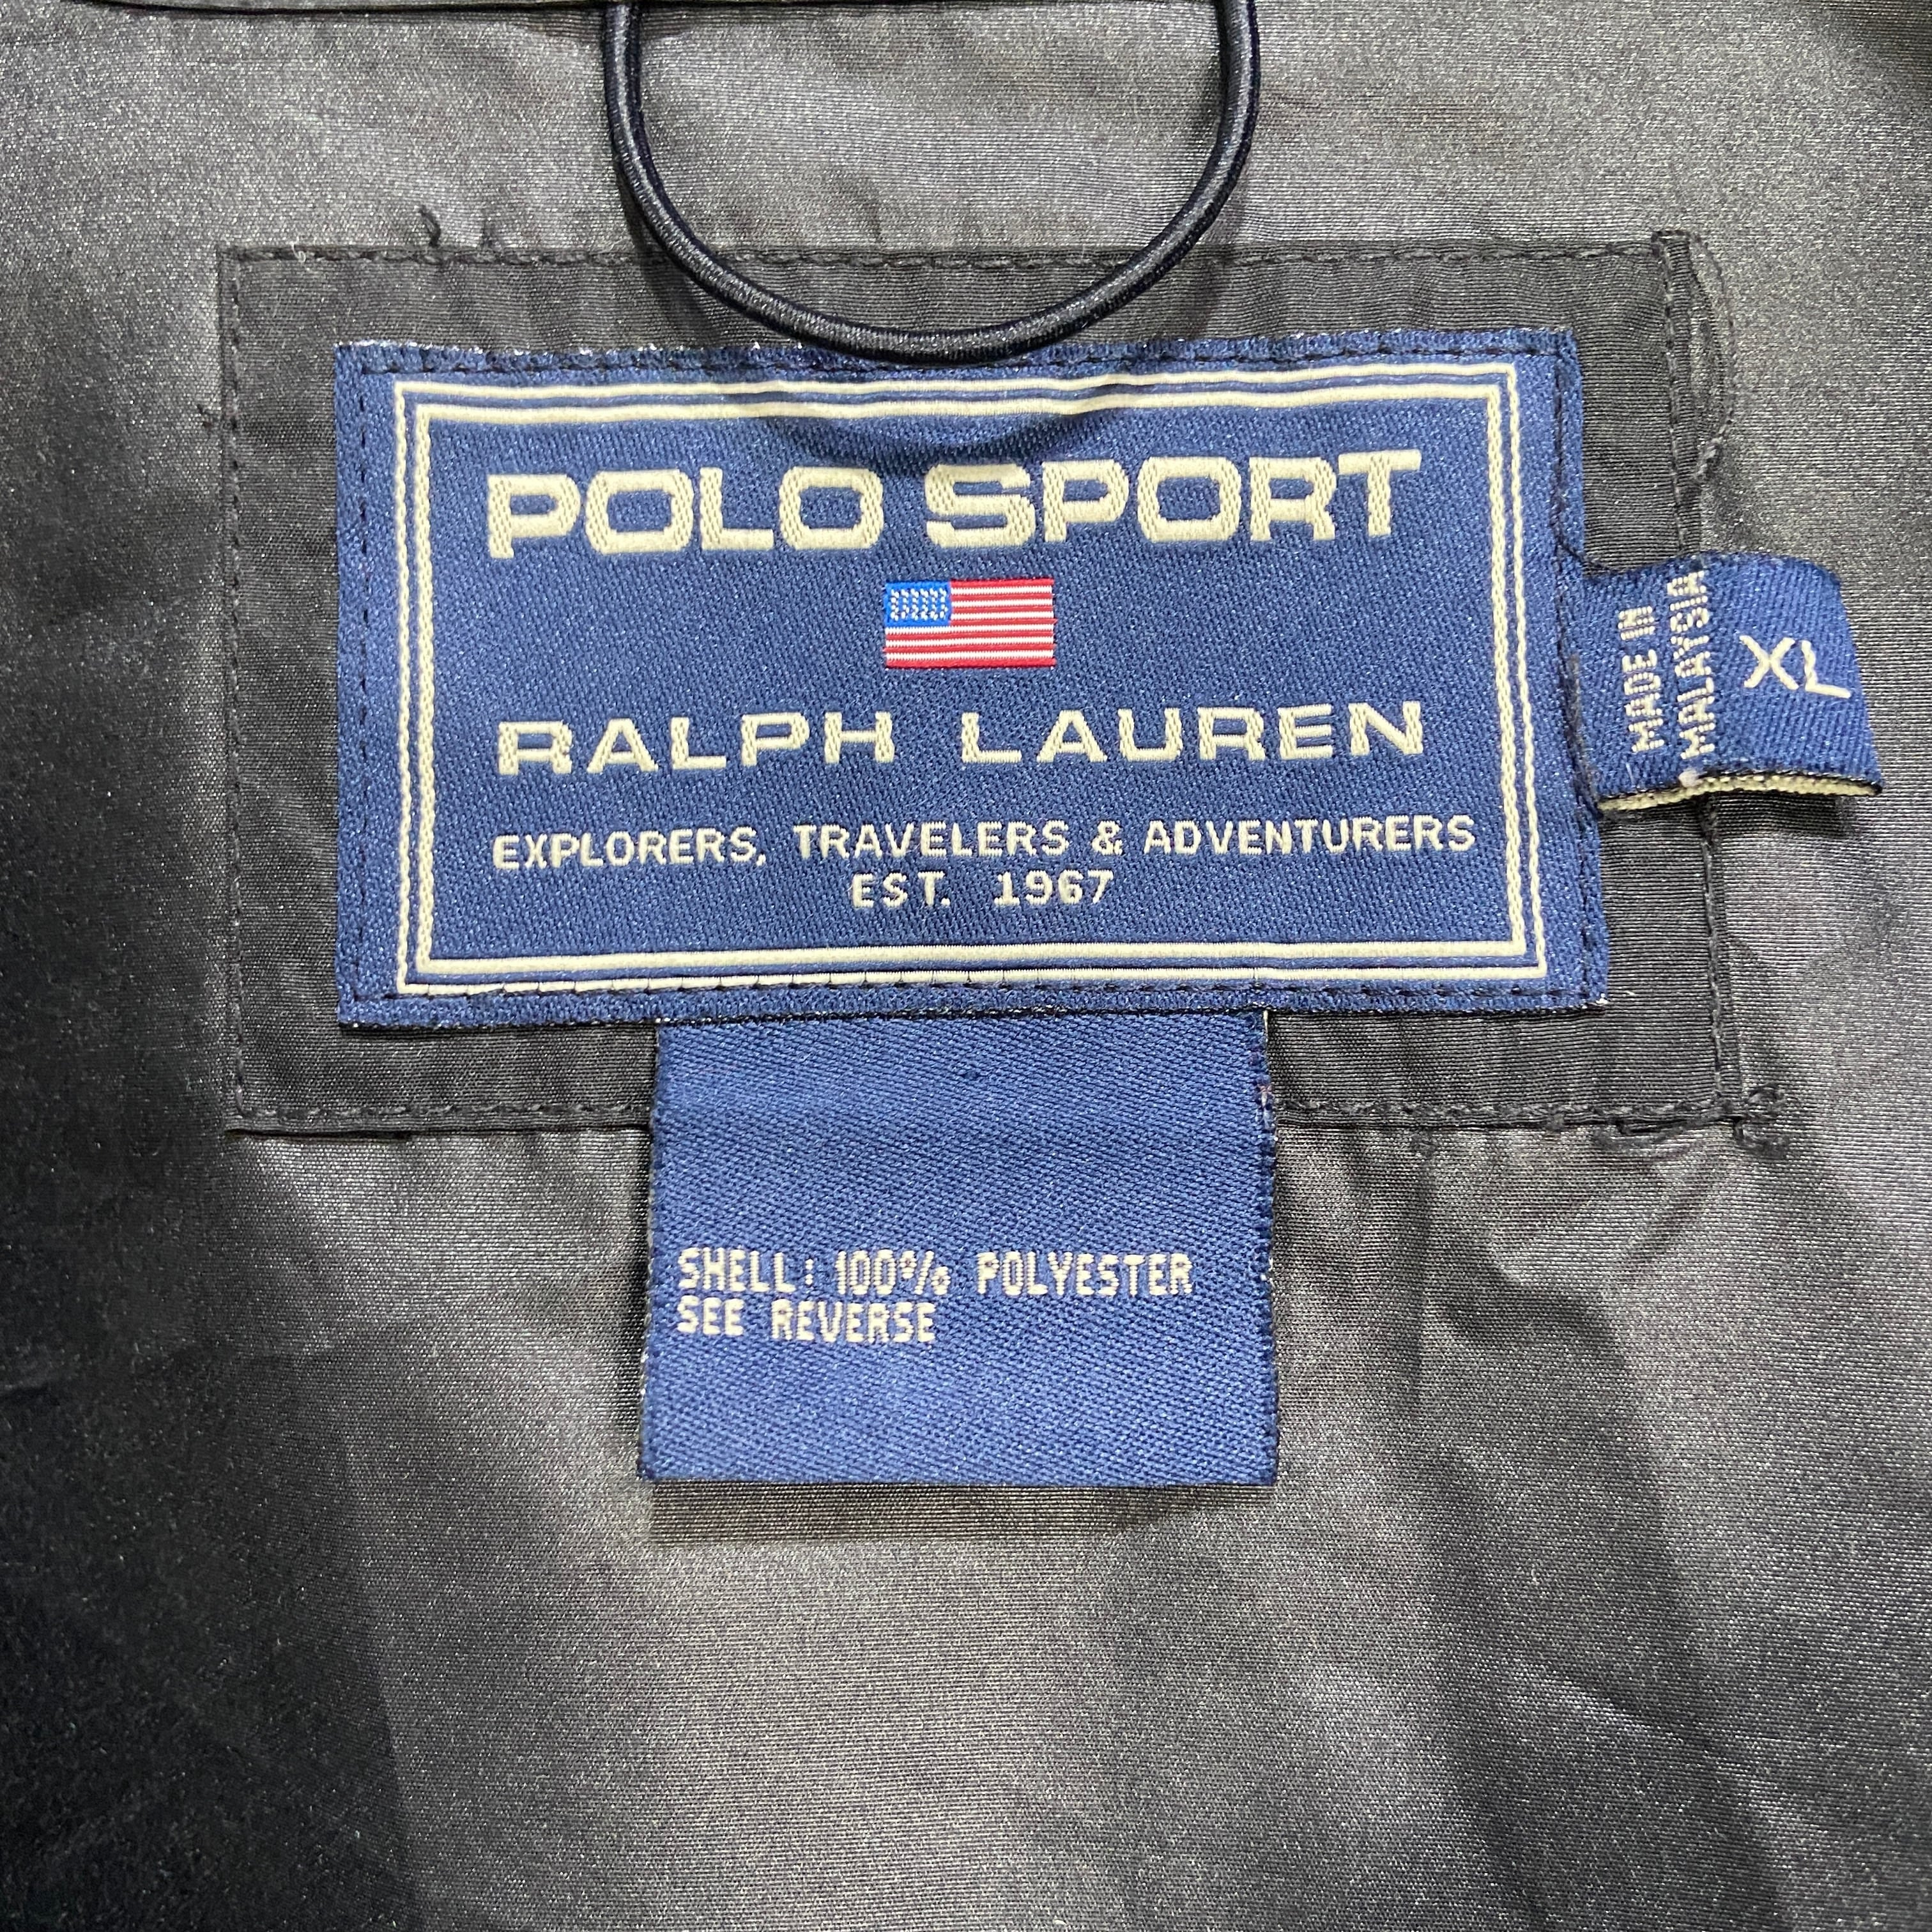 POLO SPORT
RALPH LAUREN
EXPLORERS, TRAVELERS & ADVENTURERS
EST. 1967
MADE IN
MALAYSIA
XL
SHELL: 100% POLYESTER
SEE REVERSE